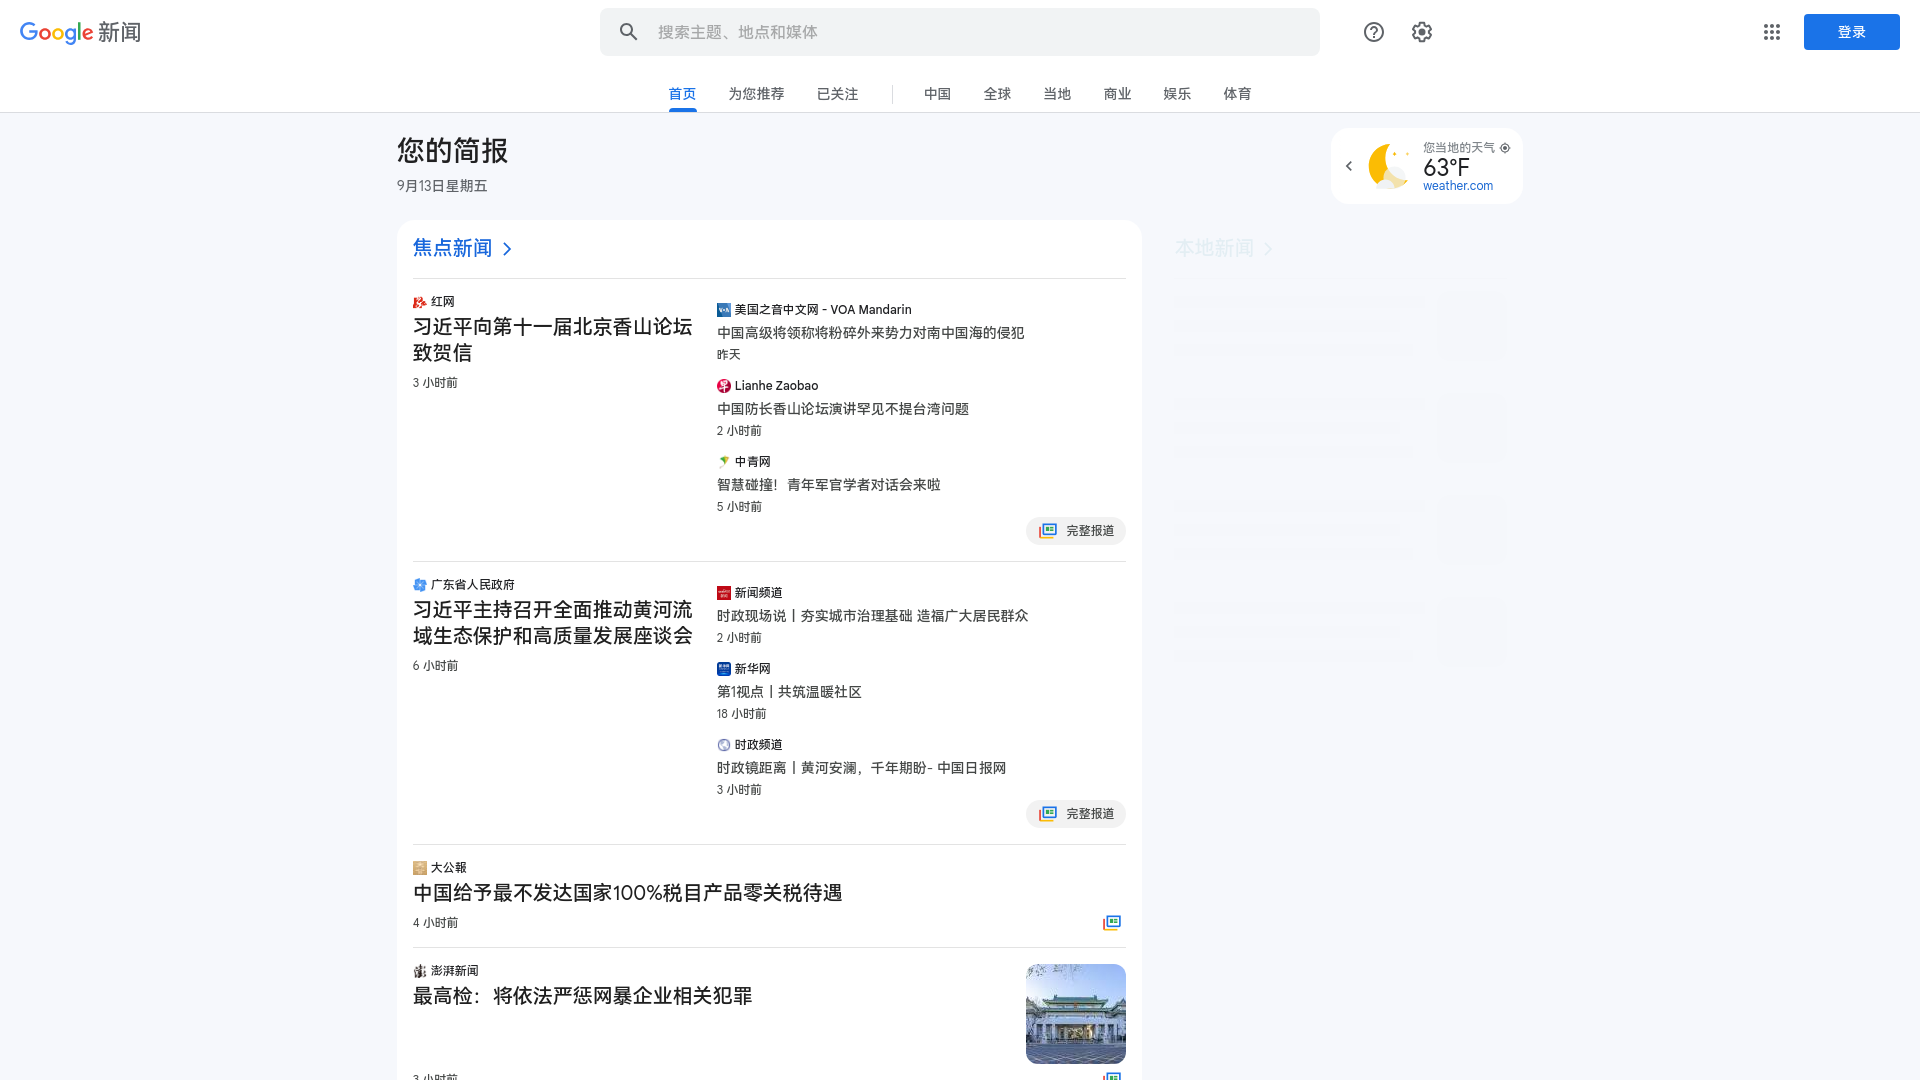 Google 新闻
搜索主题、地点和媒体
登录
首页
为您推荐
已关注
中国
全球
当地
商业
娱乐
体育
您的简报
9月13日星期五
您当地的天气
63°F
weather.com
焦点新闻
本地新闻
红网
习近平向第十一届北京香山论坛
致贺信
3 小时前
美国之音中文网 - VOA Mandarin
中国高级将领称将粉碎外来势力对南中国海的侵犯
昨天
Lianhe Zaobao
中国防长香山论坛演讲罕见不提台湾问题
2 小时前
中青网
智慧碰撞！青年军官学者对话会来啦
5 小时前
完整报道
广东省人民政府
习近平主持召开全面推动黄河流
域生态保护和高质量发展座谈会
6 小时前
新闻频道
时政现场说丨夯实城市治理基础 造福广大居民群众
2 小时前
新华网
第1视点丨共筑温暖社区
18 小时前
时政频道
时政镜距离丨黄河安澜，千年期盼- 中国日报网
3 小时前
完整报道
大公報
中国给予最不发达国家100%税目产品零关税待遇
4 小时前
澎湃新闻
最高检：将依法严惩网暴企业相关犯罪
3 小时前